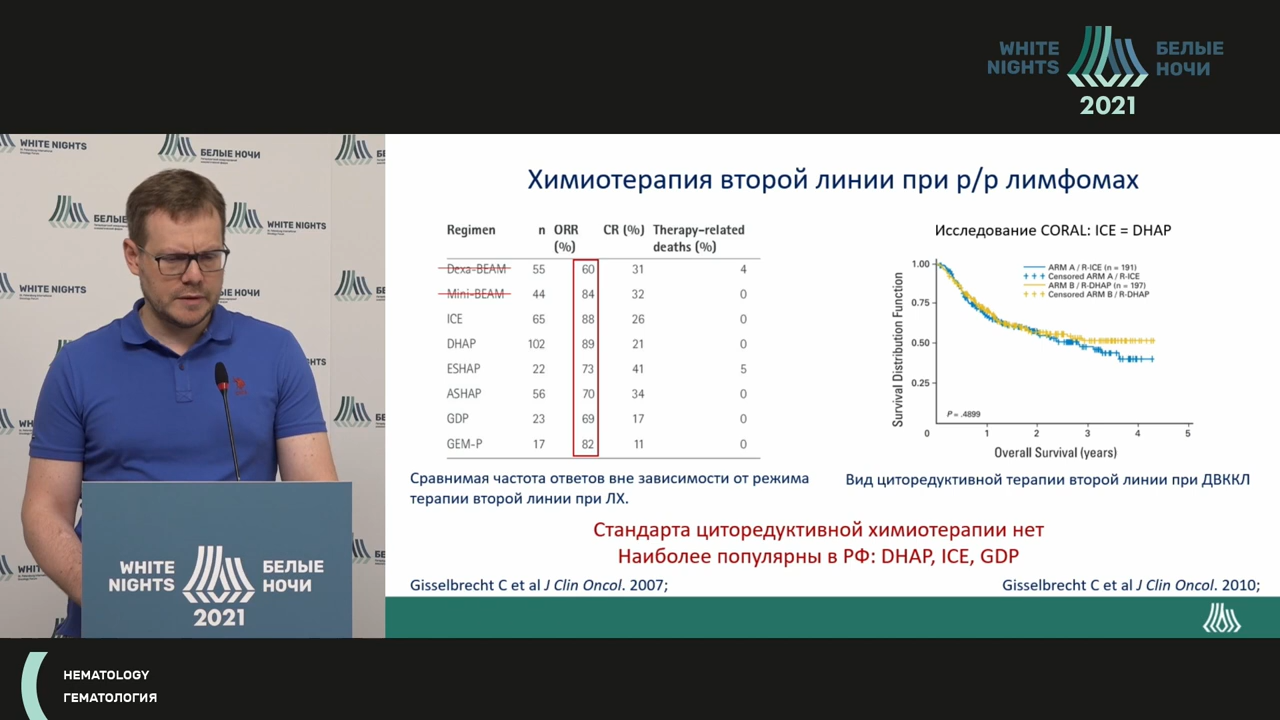 WHITE NIGHTS
БЕЛЫЕ НОЧИ
2021
WHITE NIGHTS
БЕЛЫЕ НОЧИ
БЕЛЫЕ
WHITE NIGHTS
WHITE NIGHTS
WHITE NIGHTS
БЕЛЫЕ
НОЧИ
2021
Химиотерапия второй линии при р/р лимфомах
Regimen n ORR (%) CR (%) Therapy-related deaths (%)
Dexa-BEAM 55 60 31 4
Mini-BEAM 44 84 32 0
ICE 65 88 26 0
DHAP 102 89 21 0
ESHAP 22 73 41 5
ASHAP 56 70 34 0
GDP 23 69 17 0
GEM-P 17 82 11 0
Сравнимая частота ответов вне зависимости от режима
терапии второй линии при ЛХ.
Исследование CORAL: ICE = DHAP
Survival Distribution Function
1.00
0.75
0.50
0.25
0
ARM A / R-ICE (n = 191)
Censored ARM A / R-ICE
ARM B / R-DHAP (n = 197)
Censored ARM B / R-DHAP
P = .4899
1 2 3 4 5
Overall Survival (years)
Вид циторедуктивной терапии второй линии при ДВККЛ
Стандарта циторедуктивной химиотерапии нет
Наиболее популярны в РФ: DHAP, ICE, GDP
Gisselbrecht C et al J Clin Oncol. 2007;
Gisselbrecht C et al J Clin Oncol. 2010;
HEMATOLOGY
ГЕМАТОЛОГИЯ